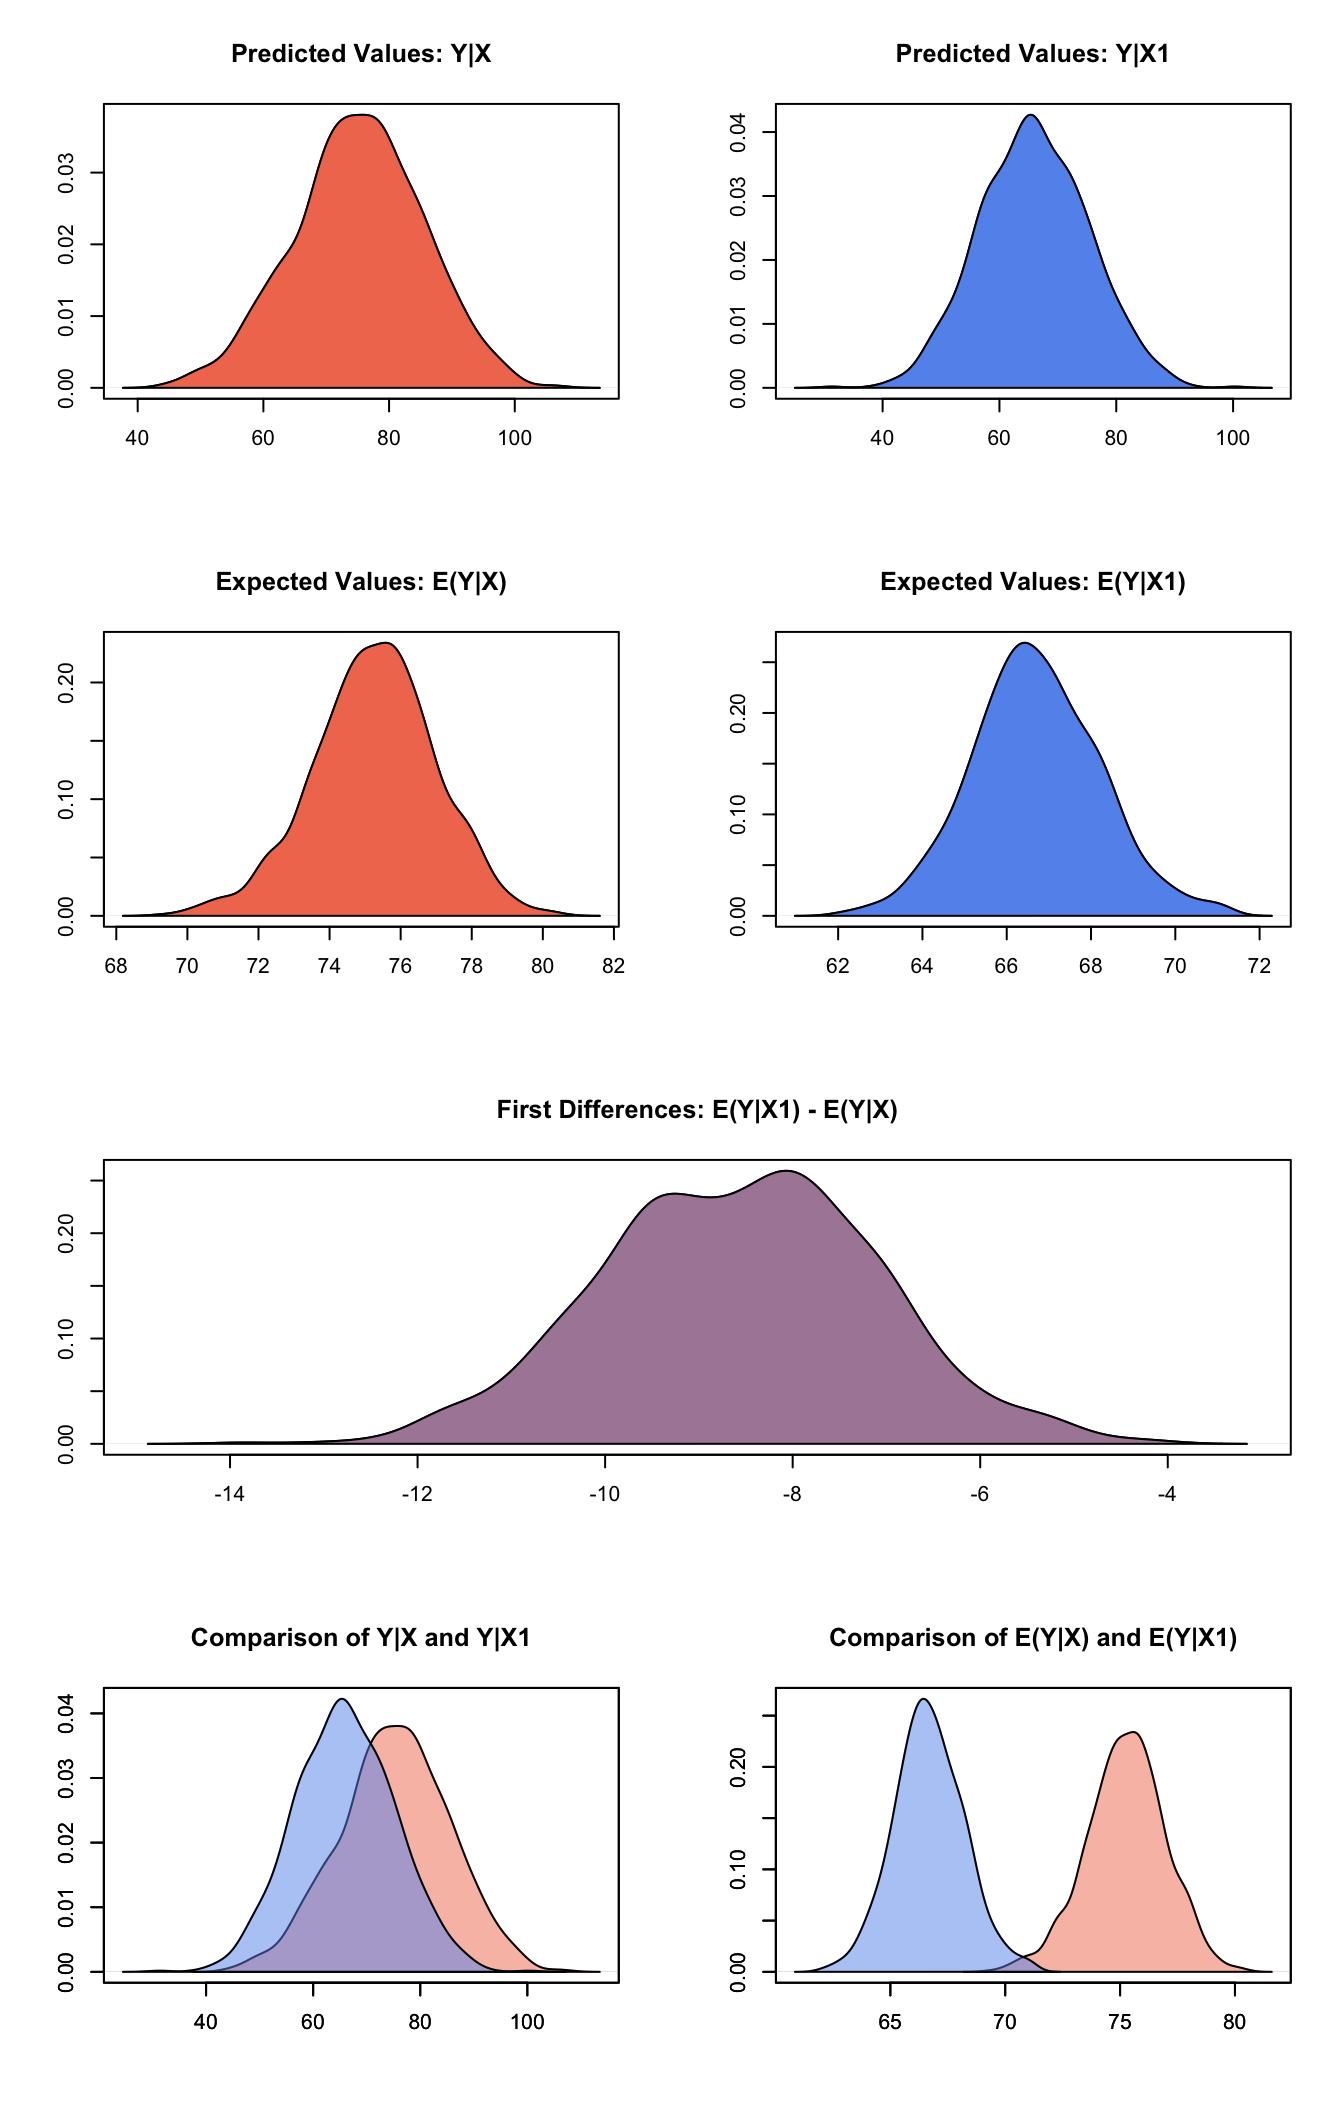 Predicted Values: Y|X
0.00 0.01 0.02 0.03
40 60 80 100
Predicted Values: Y|X1
0.00 0.01 0.02 0.03 0.04
40 60 80 100
Expected Values: E(Y|X)
0.00 0.10 0.20
68 70 72 74 76 78 80 82
Expected Values: E(Y|X1)
0.00 0.10 0.20
62 64 66 68 70 72
First Differences: E(Y|X1) - E(Y|X)
0.00 0.10 0.20
-14 -12 -10 -8 -6 -4
Comparison of Y|X and Y|X1
0.00 0.01 0.02 0.03 0.04
40 60 80 100
Comparison of E(Y|X) and E(Y|X1)
0.00 0.10 0.20
65 70 75 80